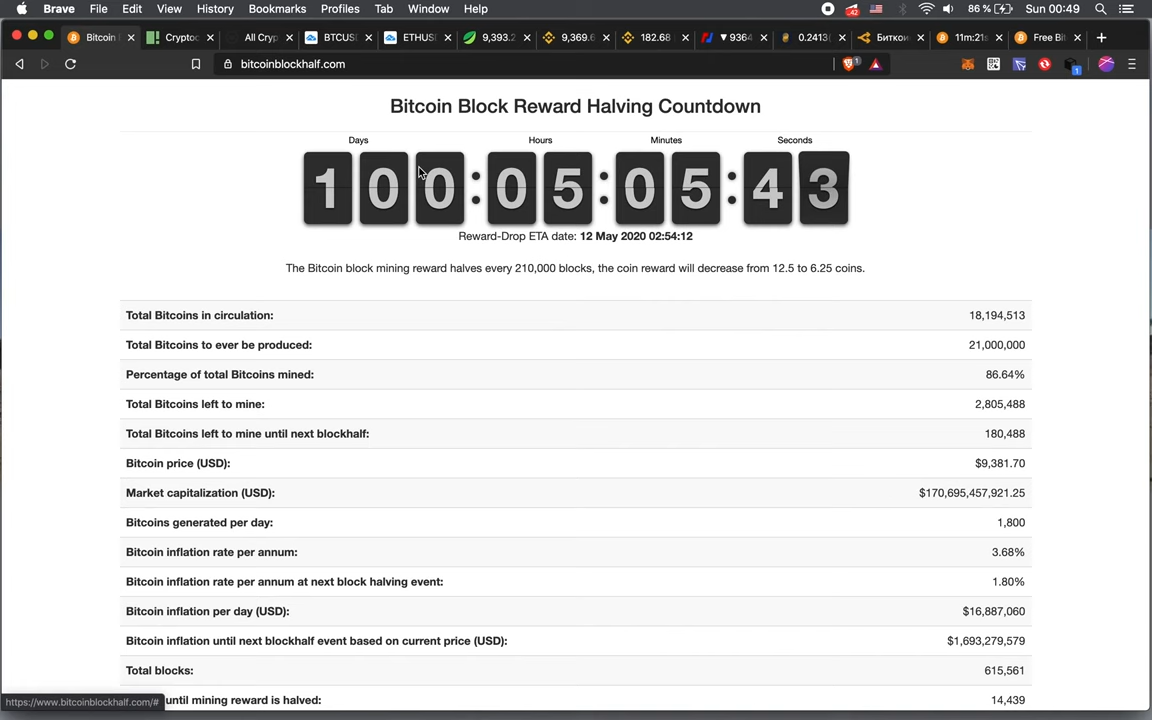 Brave File Edit View History Bookmarks Profiles Tab Window Help 42 86 % Sun 00:49
Bitcoin Cryptoc All Cryp BTCUS ETHUS 9,393.2 9,369.6 182.68 ▼ 9364 0.2413 Биткои 11m:21s Free Bit
bitcoinblockhalf.com 1 1
Bitcoin Block Reward Halving Countdown
Days Hours Minutes Seconds
100:05:05:43
Reward-Drop ETA date: 12 May 2020 02:54:12
The Bitcoin block mining reward halves every 210,000 blocks, the coin reward will decrease from 12.5 to 6.25 coins.
Total Bitcoins in circulation: 18,194,513
Total Bitcoins to ever be produced: 21,000,000
Percentage of total Bitcoins mined: 86.64%
Total Bitcoins left to mine: 2,805,488
Total Bitcoins left to mine until next blockhalf: 180,488
Bitcoin price (USD): $9,381.70
Market capitalization (USD): $170,695,457,921.25
Bitcoins generated per day: 1,800
Bitcoin inflation rate per annum: 3.68%
Bitcoin inflation rate per annum at next block halving event: 1.80%
Bitcoin inflation per day (USD): $16,887,060
Bitcoin inflation until next blockhalf event based on current price (USD): $1,693,279,579
Total blocks: 615,561
until mining reward is halved: 14,439
https://www.bitcoinblockhalf.com/#